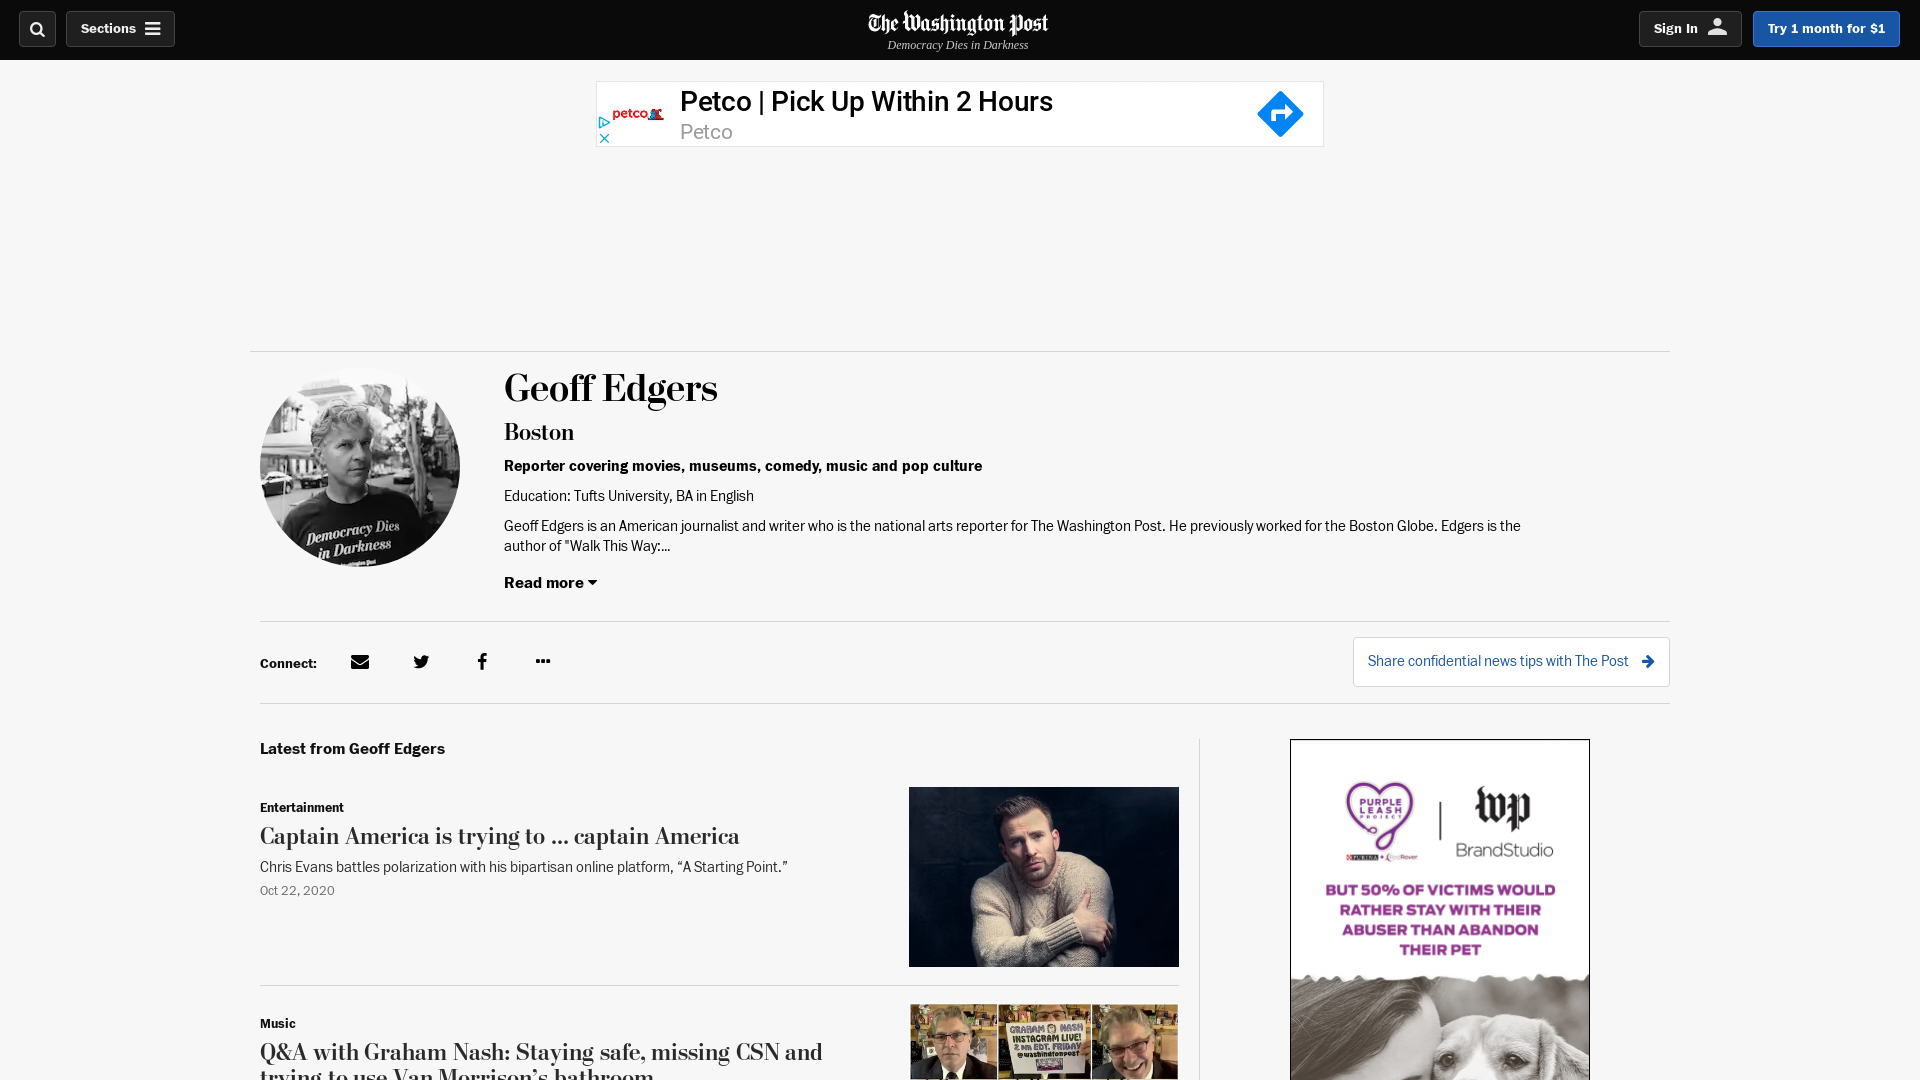 Sections
The Washington Post
Democracy Dies in Darkness
Sign In
Try 1 month for $1
petco
Petco | Pick Up Within 2 Hours
Petco
Geoff Edgers
Boston
Reporter covering movies, museums, comedy, music and pop culture
Education: Tufts University, BA in English
Geoff Edgers is an American journalist and writer who is the national arts reporter for The Washington Post. He previously worked for the Boston Globe. Edgers is the
author of "Walk This Way:...
Read more
Democracy Dies
in Darkness
Connect:
Share confidential news tips with The Post
Latest from Geoff Edgers
Entertainment
Captain America is trying to ... captain America
Chris Evans battles polarization with his bipartisan online platform, “A Starting Point.”
Oct 22, 2020
Music
Q&A with Graham Nash: Staying safe, missing CSN and
trying to use Van Morrison’s bathroom
GRAHAM NASH
INSTAGRAM LIVE!
2 PM EDT. FRIDAY
@washingtonpost
PURPLE
LEASH
PROJECT
PURINA
wp
BrandStudio
BUT 50% OF VICTIMS WOULD
RATHER STAY WITH THEIR
ABUSER THAN ABANDON
THEIR PET